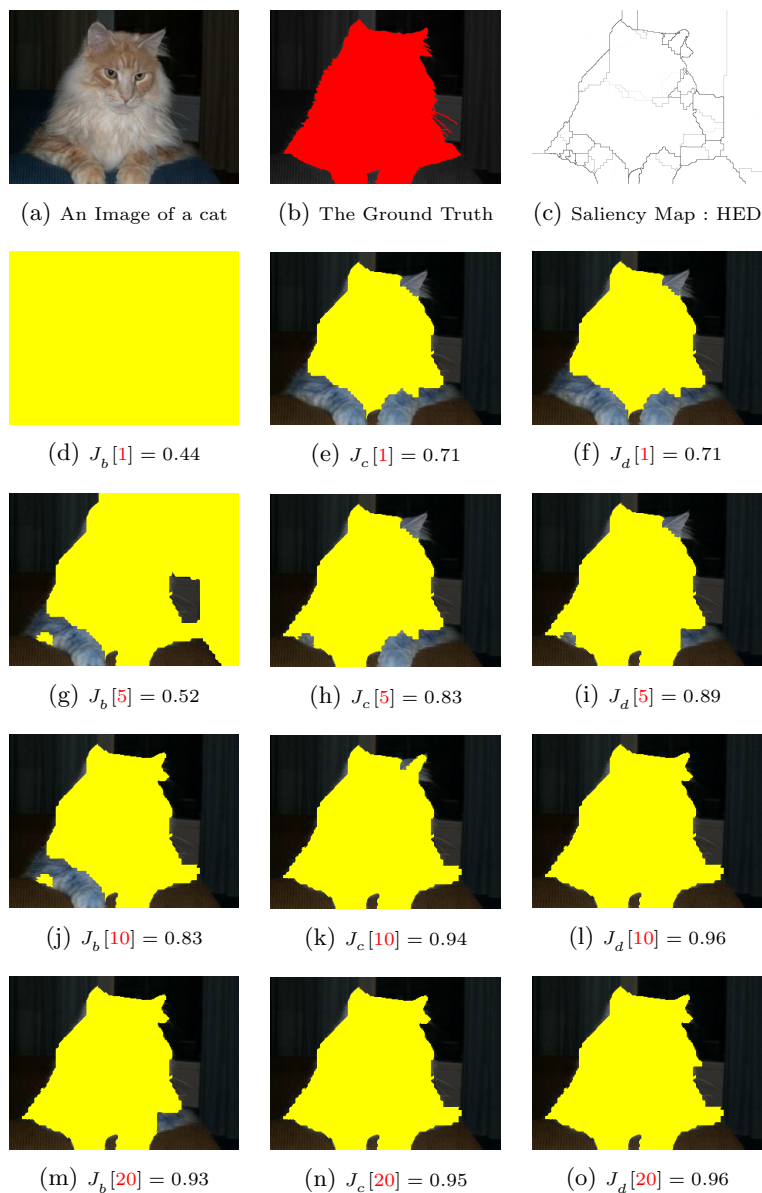 (a) An Image of a cat
(b) The Ground Truth
(c) Saliency Map : HED
(d) J_b[1] = 0.44
(e) J_c[1] = 0.71
(f) J_d[1] = 0.71
(g) J_b[5] = 0.52
(h) J_c[5] = 0.83
(i) J_d[5] = 0.89
(j) J_b[10] = 0.83
(k) J_c[10] = 0.94
(l) J_d[10] = 0.96
(m) J_b[20] = 0.93
(n) J_c[20] = 0.95
(o) J_d[20] = 0.96